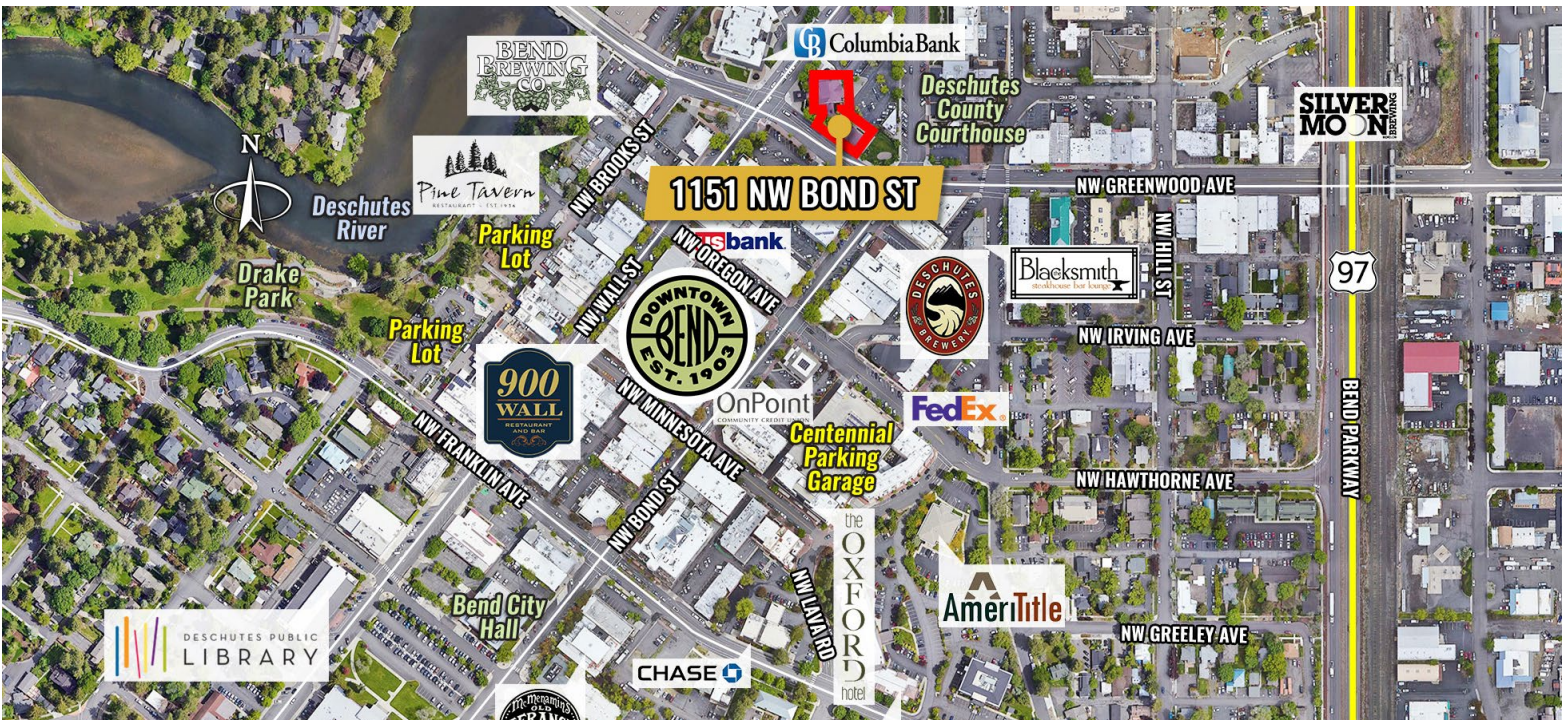 BEND
BREWING
CO
CB Columbia Bank
Deschutes
County
Courthouse
SILVER
MOON
BREWING
N
Pine Tavern
RESTAURANT - EST. 1936
Deschutes
River
NW BROOKS ST
1151 NW BOND ST
NW GREENWOOD AVE
Parking
Lot
usbank
NW OREGON AVE
NW WALL ST
Drake
Park
DOWNTOWN
BEND
EST. 1903
DESCHUTES
BREWERY
Blacksmith
steakhouse bar lounge
NW HILL ST
97
Parking
Lot
NW IRVING AVE
900
WALL
RESTAURANT
AND BAR
NW MINNESOTA AVE
OnPoint
COMMUNITY CREDIT UNION
FedEx
BEND PARKWAY
NW FRANKLIN AVE
Centennial
Parking
Garage
NW HAWTHORNE AVE
NW BOND ST
the
OXFORD
hotel
NW LAVA RD
AmeriTitle
Bend City
Hall
NW GREELEY AVE
DESCHUTES PUBLIC
LIBRARY
CHASE
McMenamins
OLD